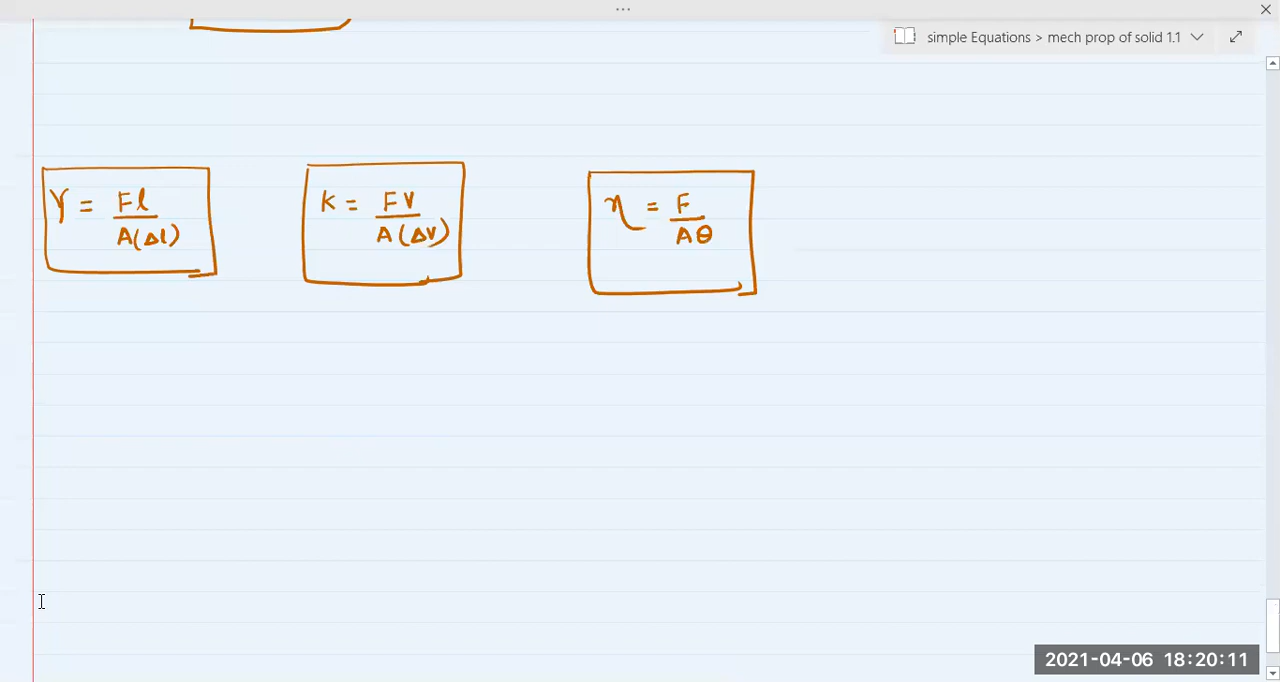 ...
simple Equations > mech prop of solid 1.1
Y = Fl / A(Δl)
K = FV / A(ΔV)
η = F / Aθ
2021-04-06 18:20:11